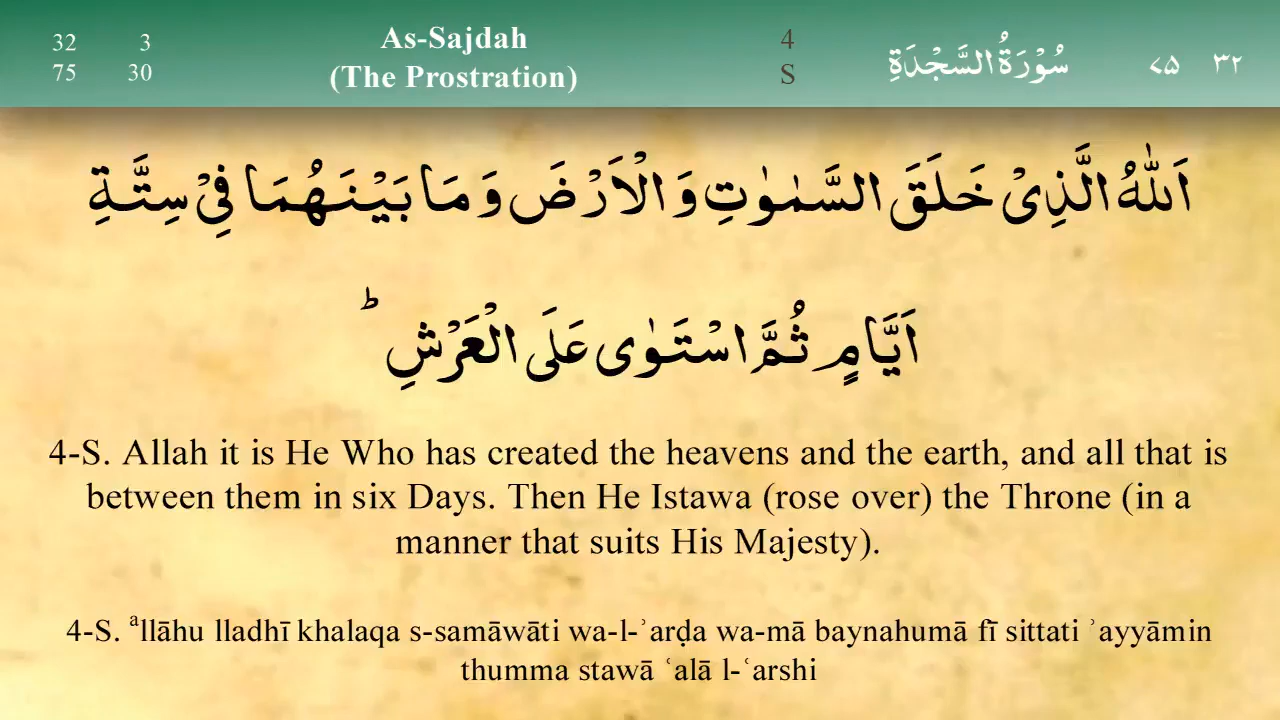 32 3
75 30
As-Sajdah
(The Prostration)
4
S
سُوْرَةُ السَّجْدَةِ
۷۵ ۳۲
اَللّٰهُ الَّذِىْ خَلَقَ السَّمٰوٰتِ وَ الْاَرْضَ وَ مَا بَيْنَهُمَا فِىْ سِتَّةِ
اَيَّامٍ ثُمَّ اسْتَوٰى عَلَى الْعَرْشِ ؕ
4-S. Allah it is He Who has created the heavens and the earth, and all that is
between them in six Days. Then He Istawa (rose over) the Throne (in a
manner that suits His Majesty).
4-S. ᵃllāhu lladhī khalaqa s-samāwāti wa-l-ʾarḍa wa-mā baynahumā fī sittati ʾayyāmin
thumma stawā ʿalā l-ʿarshi